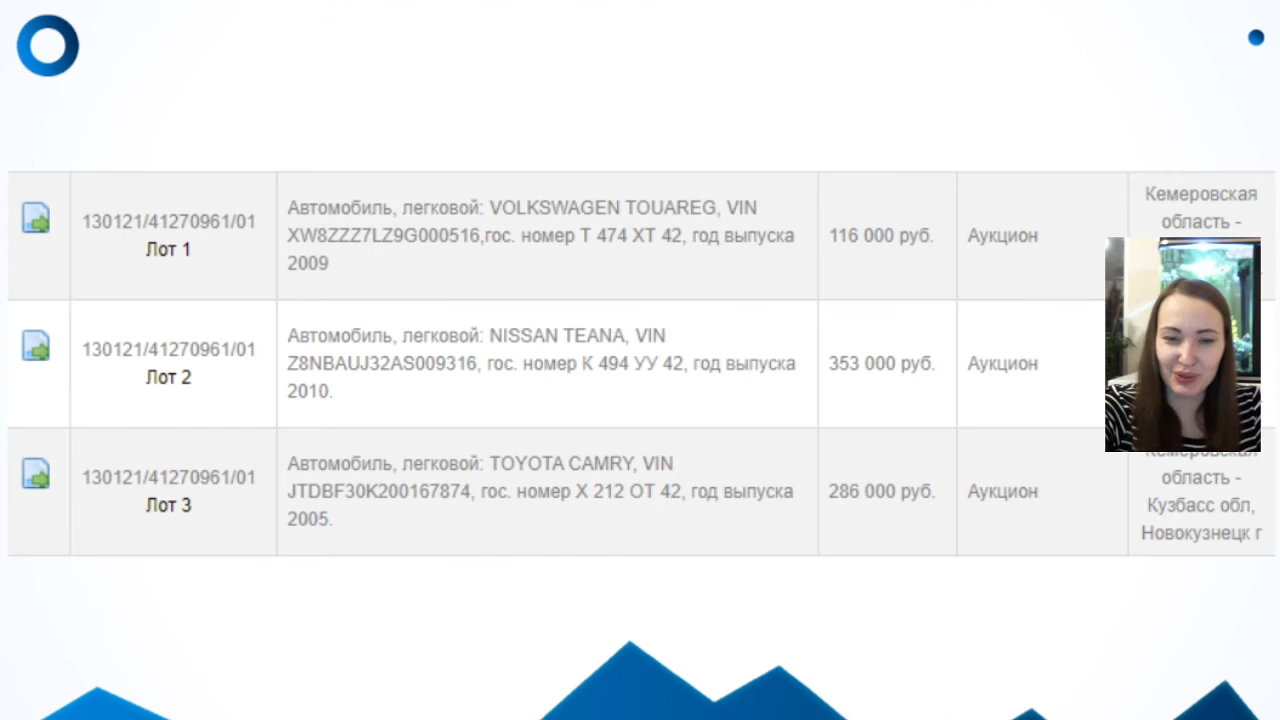 130121/41270961/01
Лот 1
Автомобиль, легковой: VOLKSWAGEN TOUAREG, VIN
XW8ZZZ7LZ9G000516,гос. номер Т 474 ХТ 42, год выпуска
2009
116 000 руб.
Аукцион
Кемеровская
область -
130121/41270961/01
Лот 2
Автомобиль, легковой: NISSAN TEANA, VIN
Z8NBAUJ32AS009316, гос. номер К 494 УУ 42, год выпуска
2010.
353 000 руб.
Аукцион
130121/41270961/01
Лот 3
Автомобиль, легковой: TOYOTA CAMRY, VIN
JTDBF30K200167874, гос. номер Х 212 ОТ 42, год выпуска
2005.
286 000 руб.
Аукцион
Кемеровская
область -
Кузбасс обл,
Новокузнецк г